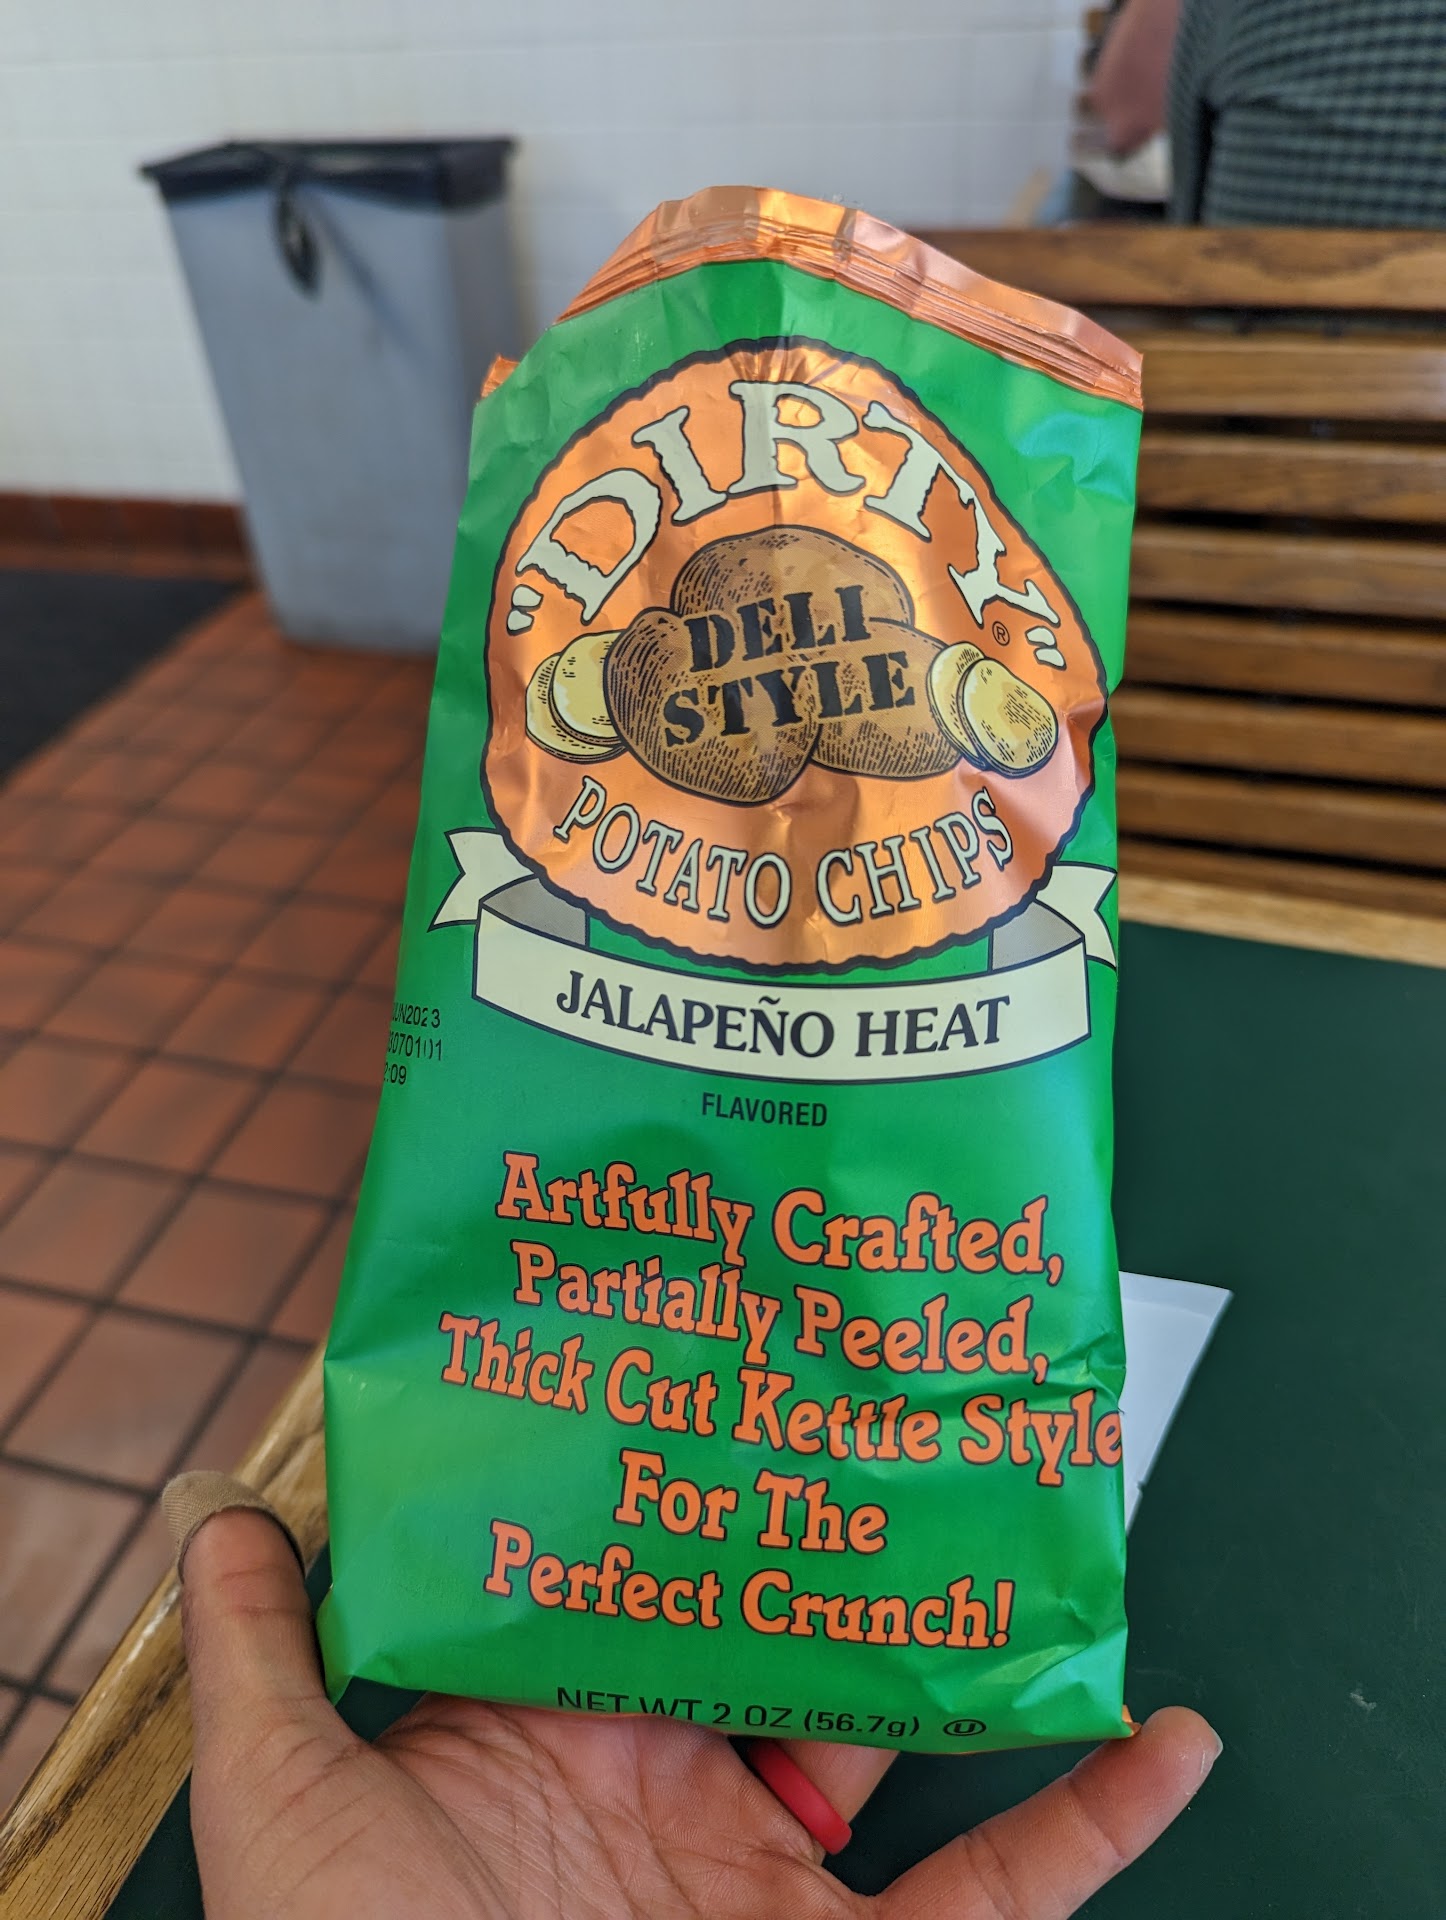 "DIRTY"®
DELI
STYLE
POTATO CHIPS
JALAPEÑO HEAT
FLAVORED
Artfully Crafted,
Partially Peeled,
Thick Cut Kettle Style
For The
Perfect Crunch!
NET WT 2 OZ (56.7g) Ⓤ